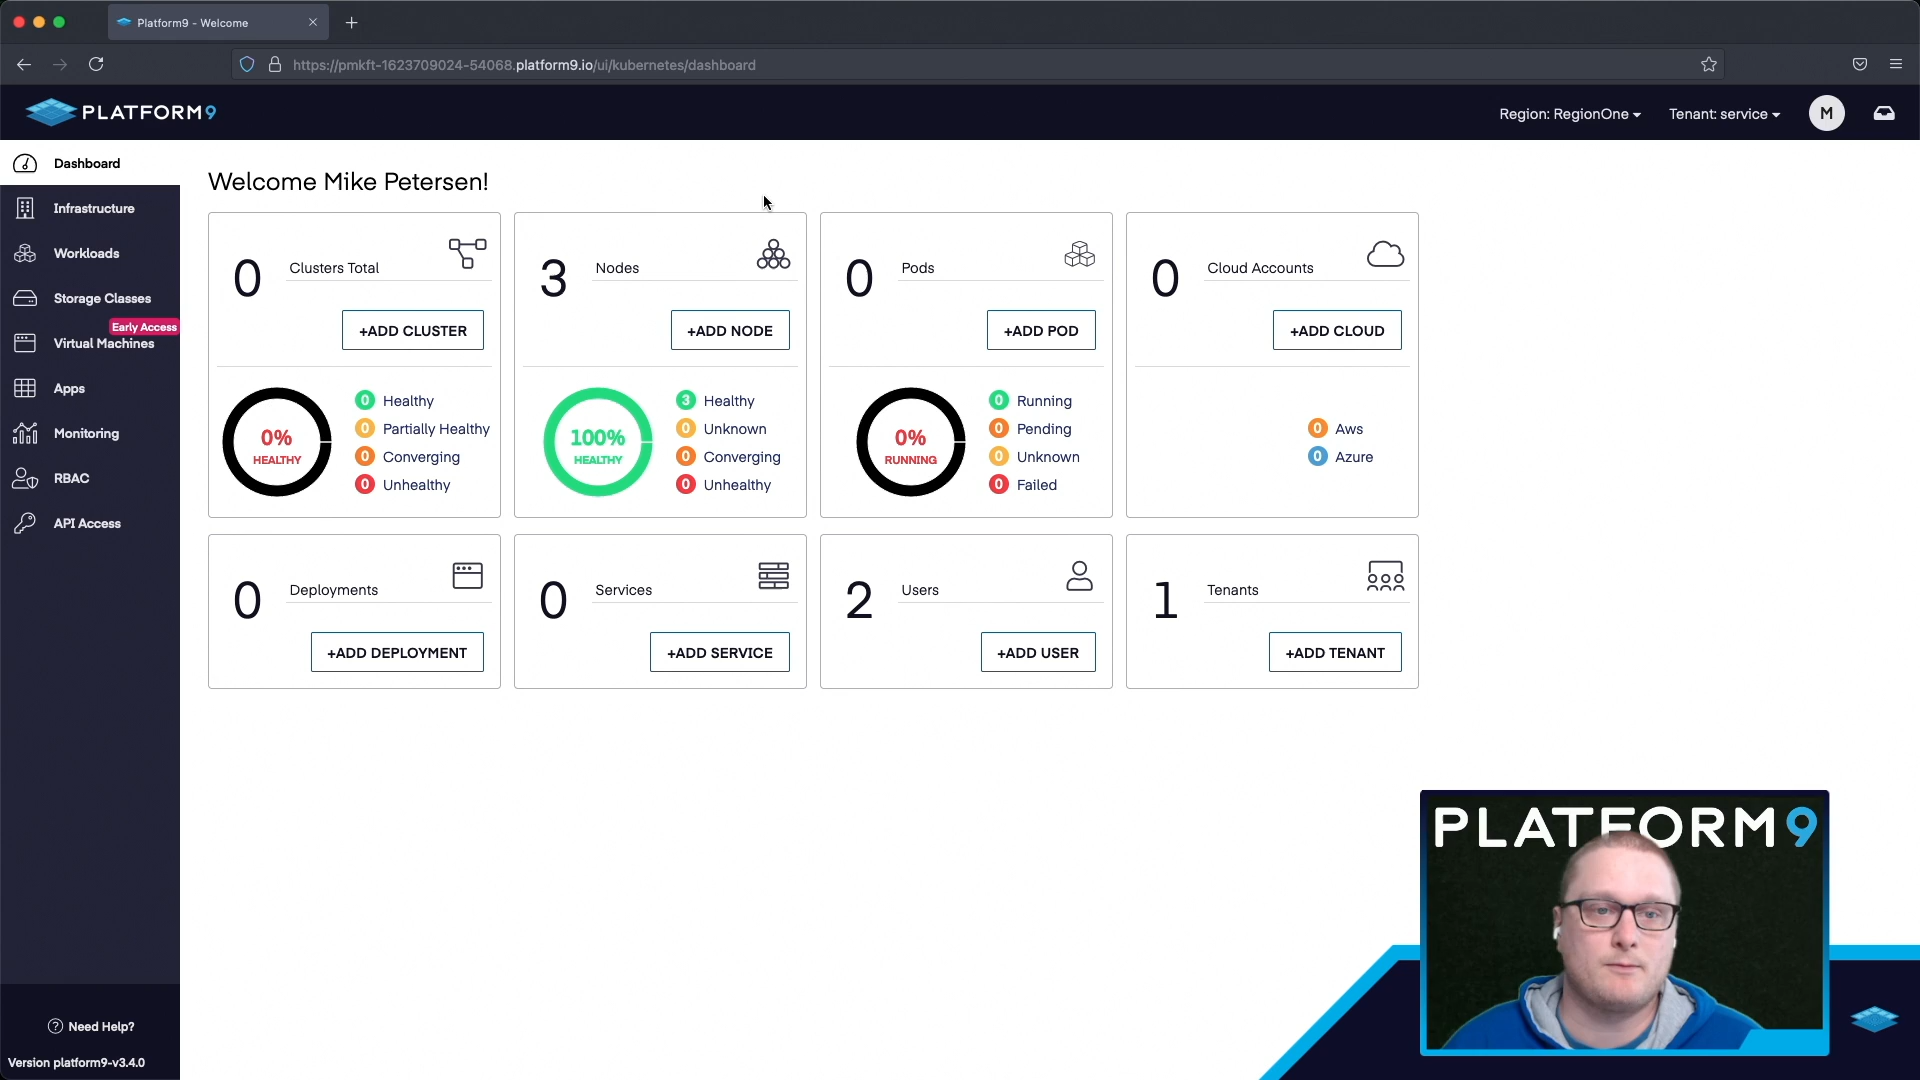 Platform9 - Welcome
https://pmkft-1623709024-54068.platform9.io/ui/kubernetes/dashboard
PLATFORM9
Region: RegionOne
Tenant: service
M
Dashboard
Infrastructure
Workloads
Storage Classes
Early Access
Virtual Machines
Apps
Monitoring
RBAC
API Access
Need Help?
Version platform9-v3.4.0
Welcome Mike Petersen!
0 Clusters Total
+ADD CLUSTER
0% HEALTHY
0 Healthy
0 Partially Healthy
0 Converging
0 Unhealthy
3 Nodes
+ADD NODE
100% HEALTHY
3 Healthy
0 Unknown
0 Converging
0 Unhealthy
0 Pods
+ADD POD
0% RUNNING
0 Running
0 Pending
0 Unknown
0 Failed
0 Cloud Accounts
+ADD CLOUD
0 Aws
0 Azure
0 Deployments
+ADD DEPLOYMENT
0 Services
+ADD SERVICE
2 Users
+ADD USER
1 Tenants
+ADD TENANT
PLATFORM9